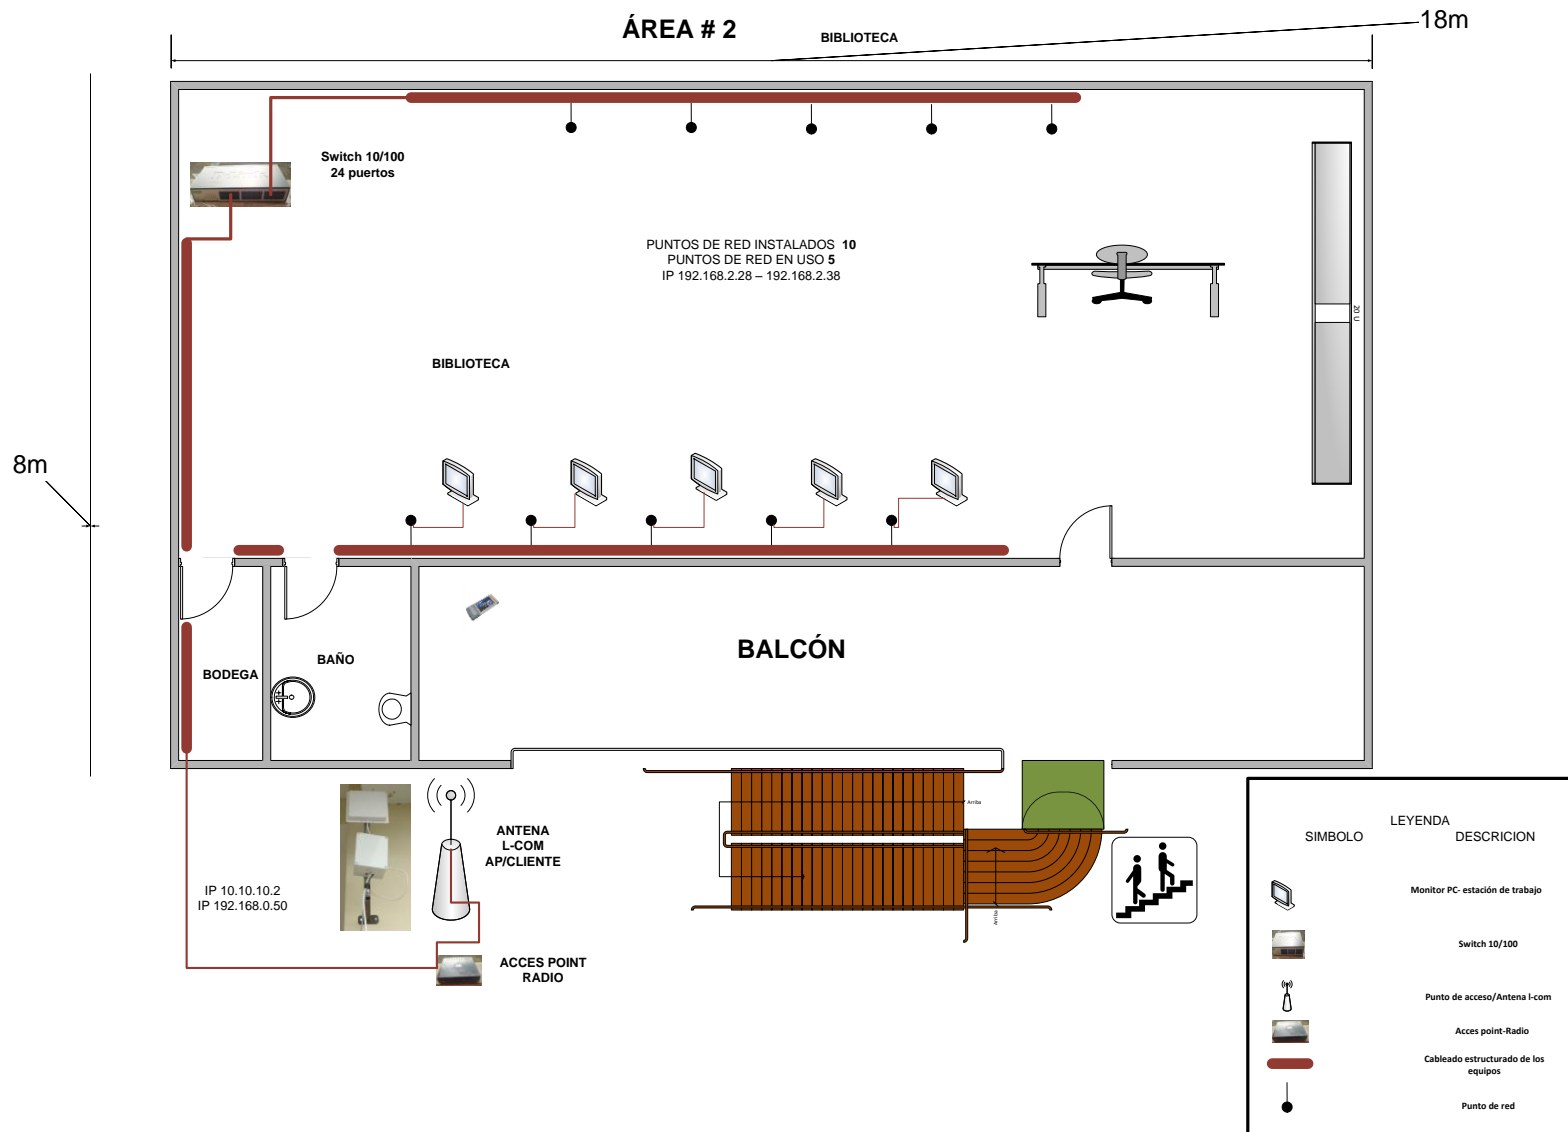 ÁREA # 2
BIBLIOTECA
18m
Switch 10/100
24 puertos
PUNTOS DE RED INSTALADOS 10
PUNTOS DE RED EN USO 5
IP 192.168.2.28 – 192.168.2.38
20 U
BIBLIOTECA
8m
BALCÓN
BAÑO
BODEGA
Arriba
ANTENA
L-COM
AP/CLIENTE
IP 10.10.10.2
IP 192.168.0.50
Arriba
ACCES POINT
RADIO
LEYENDA
SIMBOLO DESCRICION
Monitor PC- estación de trabajo
Switch 10/100
Punto de acceso/Antena l-com
Acces point-Radio
Cableado estructurado de los
equipos
Punto de red